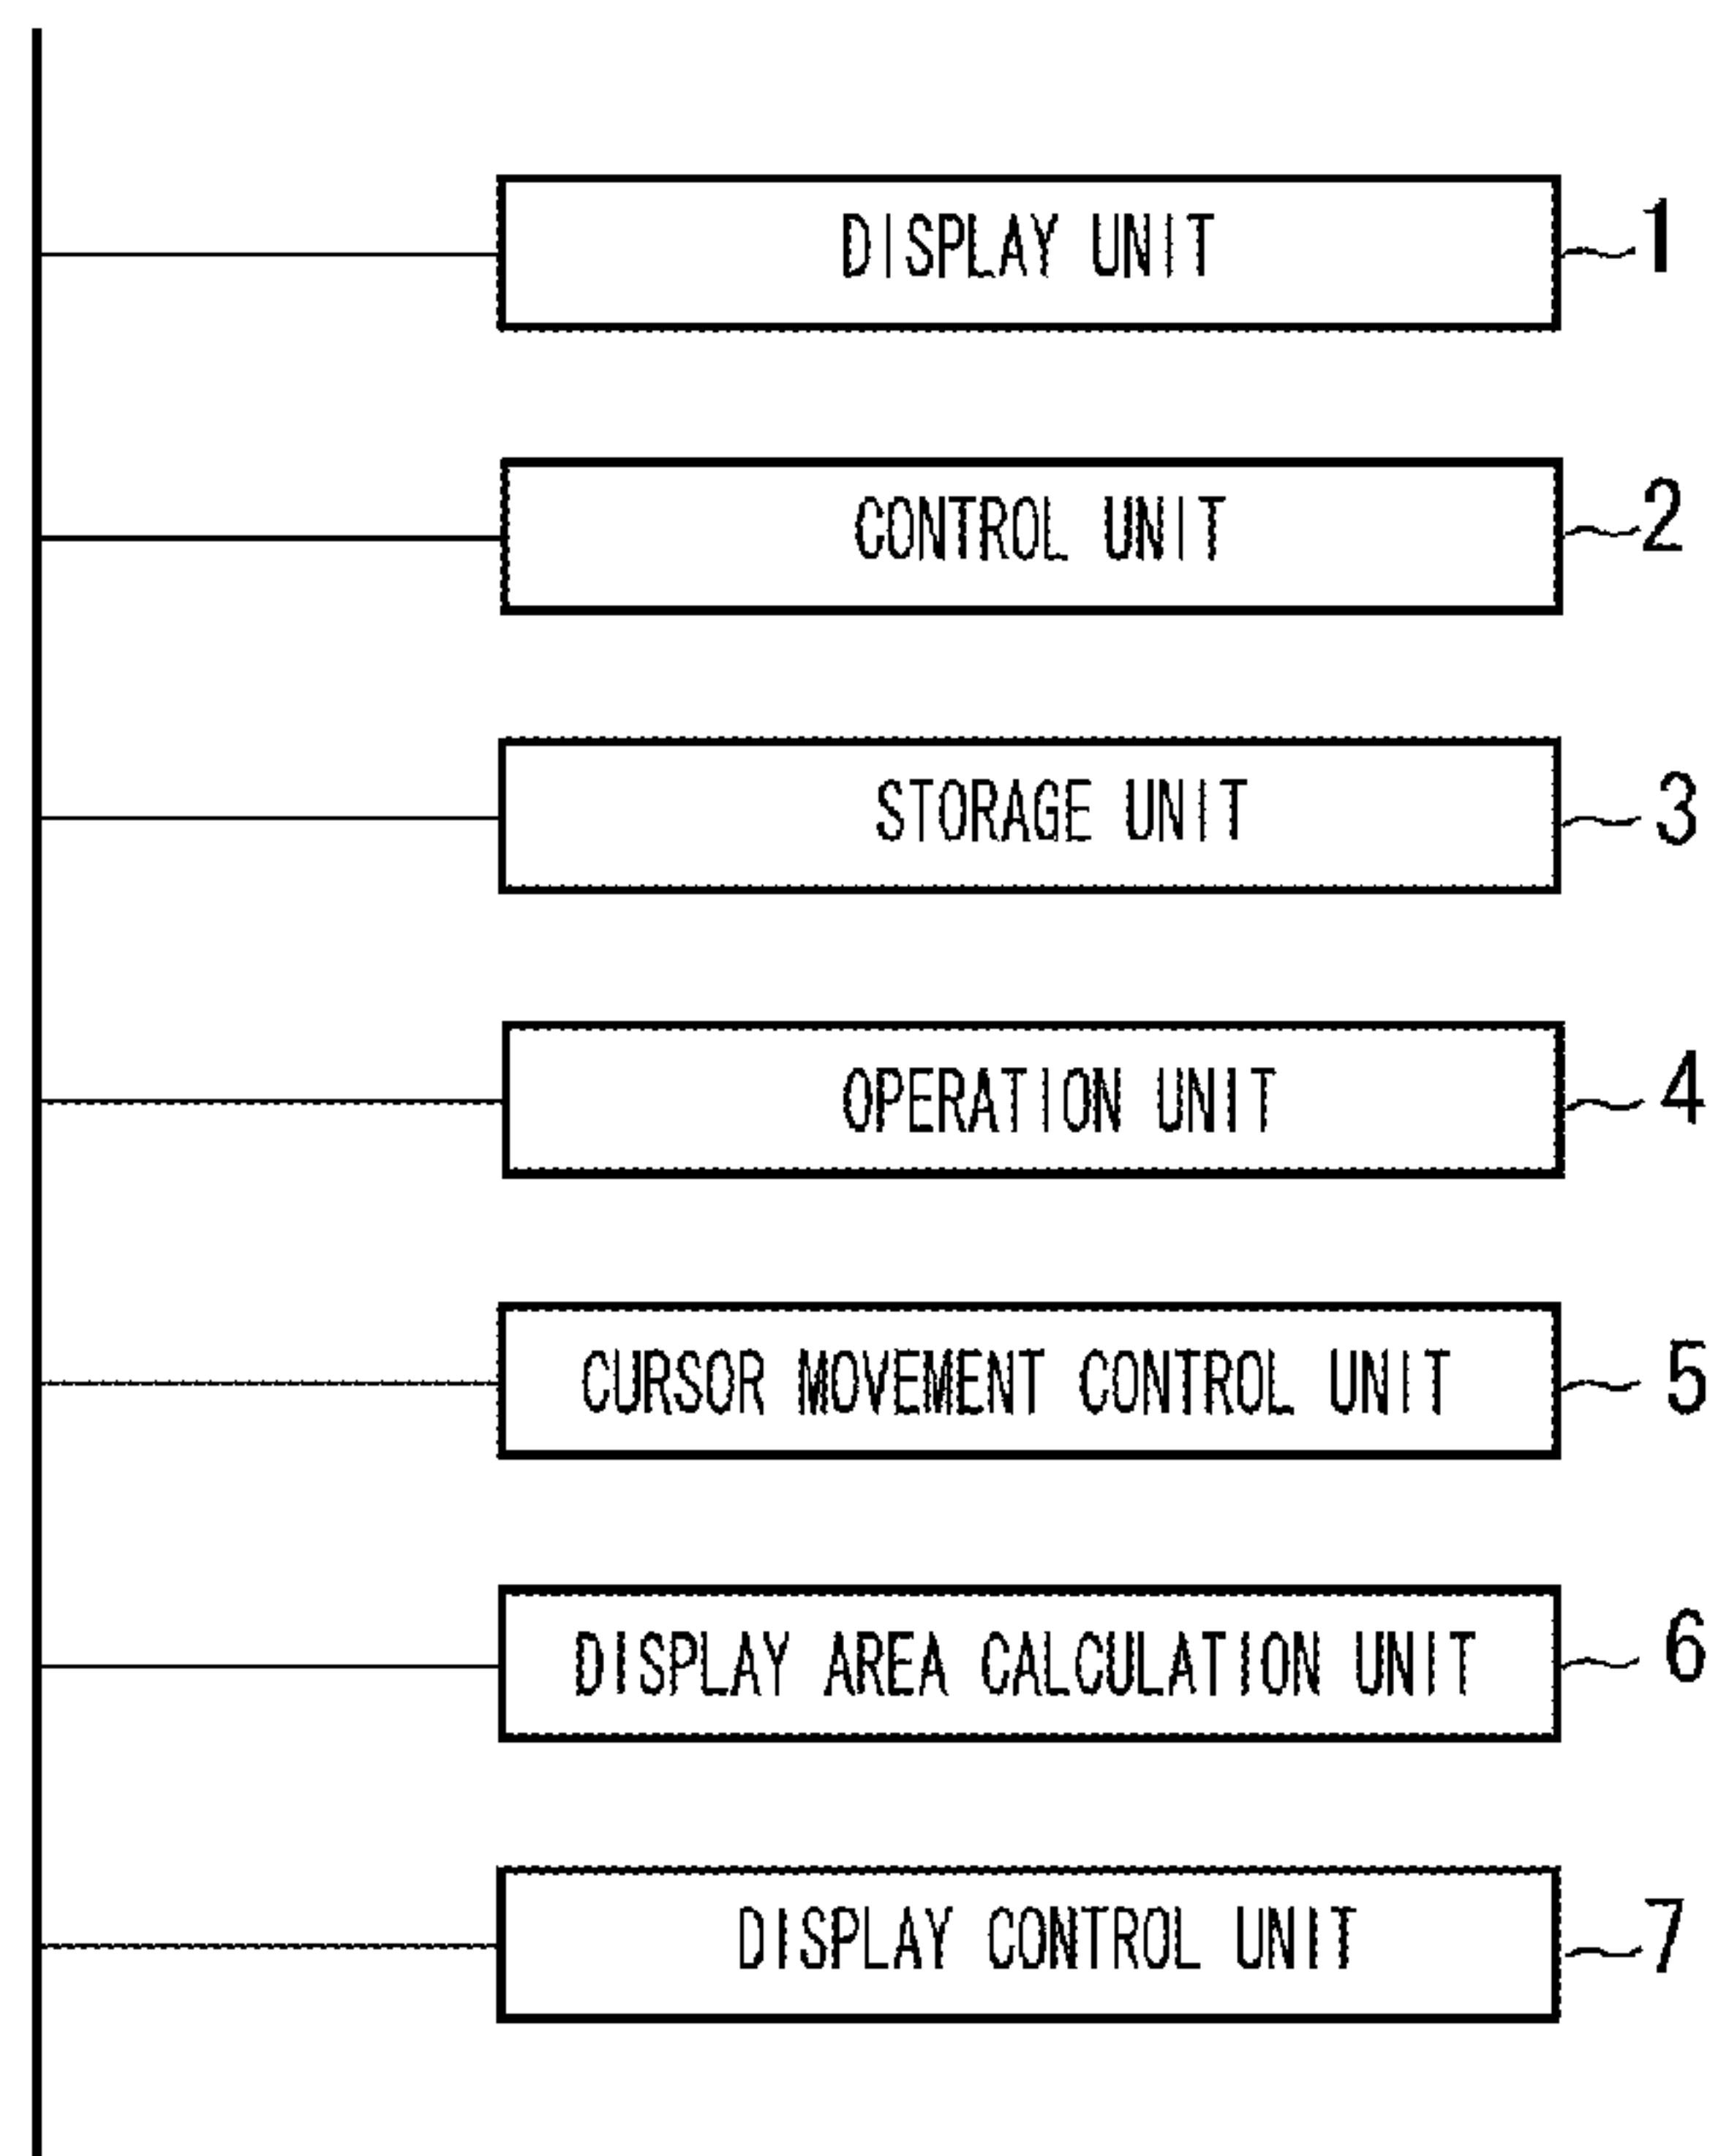 DISPLAY UNIT 1
CONTROL UNIT 2
STORAGE UNIT 3
OPERATION UNIT 4
CURSOR MOVEMENT CONTROL UNIT 5
DISPLAY AREA CALCULATION UNIT 6
DISPLAY CONTROL UNIT 7